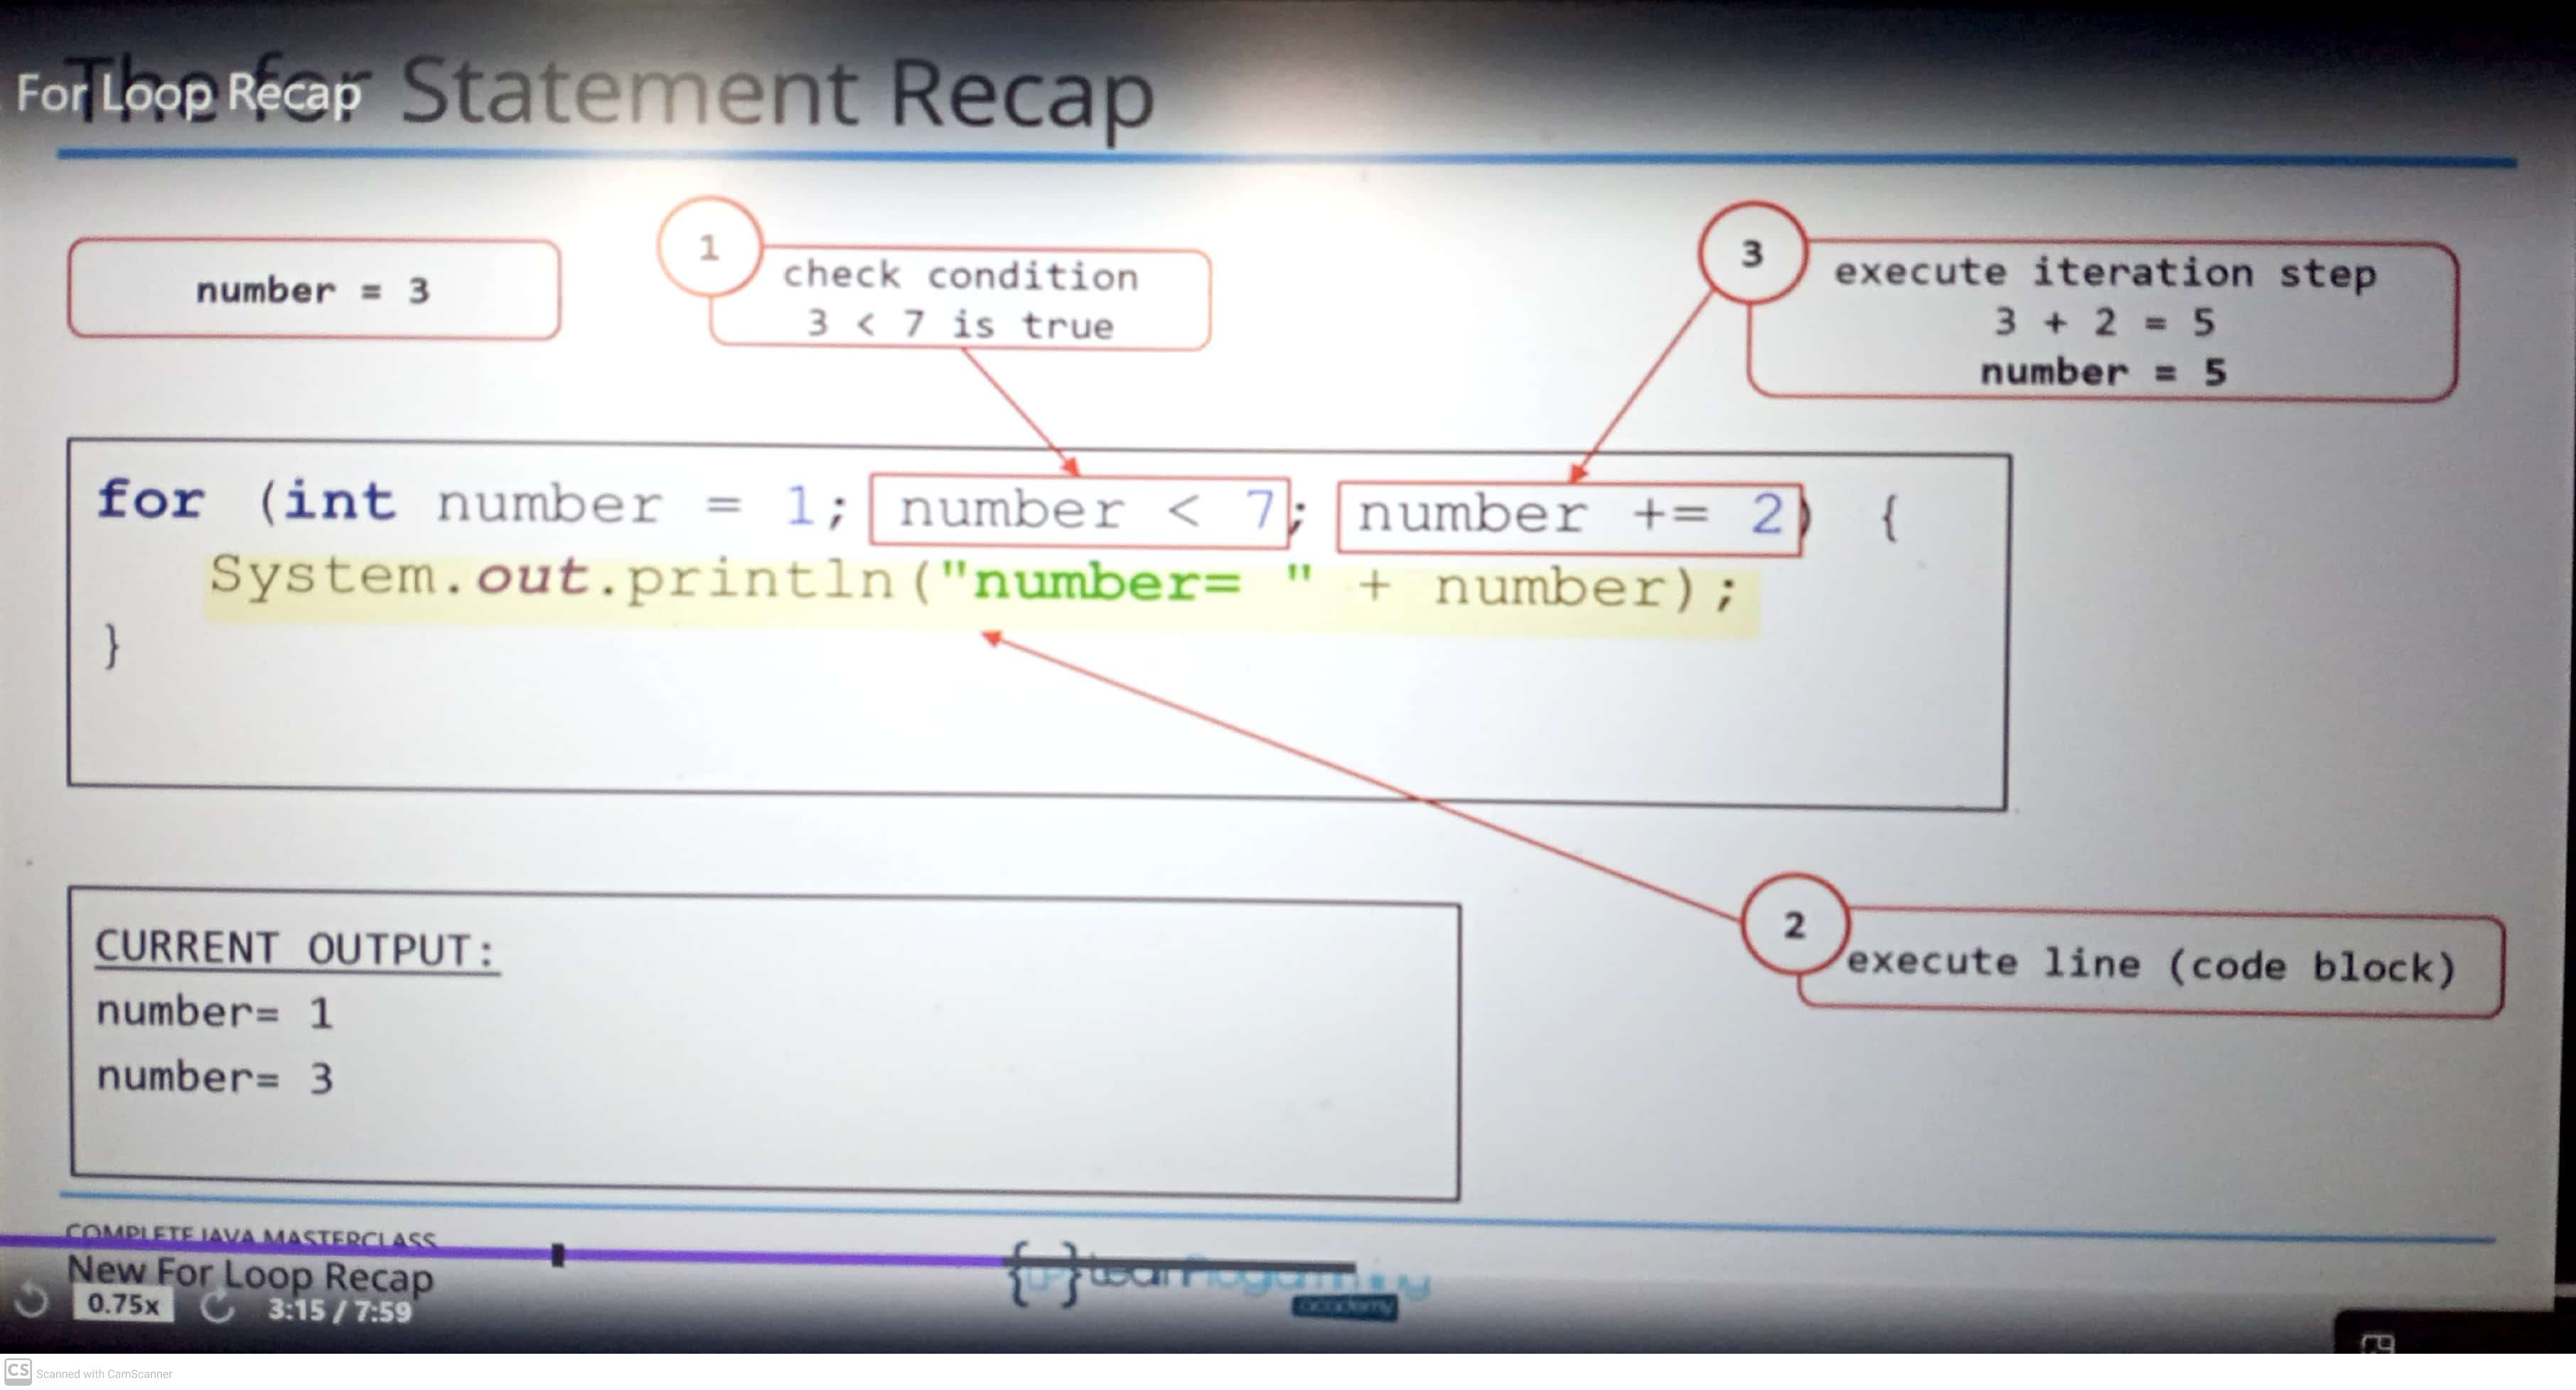 For Loop Recap
The for Statement Recap
number = 3
1
check condition
3 < 7 is true
3
execute iteration step
3 + 2 = 5
number = 5
for (int number = 1; number < 7; number += 2) {
System.out.println("number= " + number);
}
CURRENT OUTPUT:
number= 1
number= 3
2
execute line (code block)
COMPLETE JAVA MASTERCLASS
New For Loop Recap
0.75x
3:15 / 7:59
{LP} Learn Programming
academy
CS Scanned with CamScanner